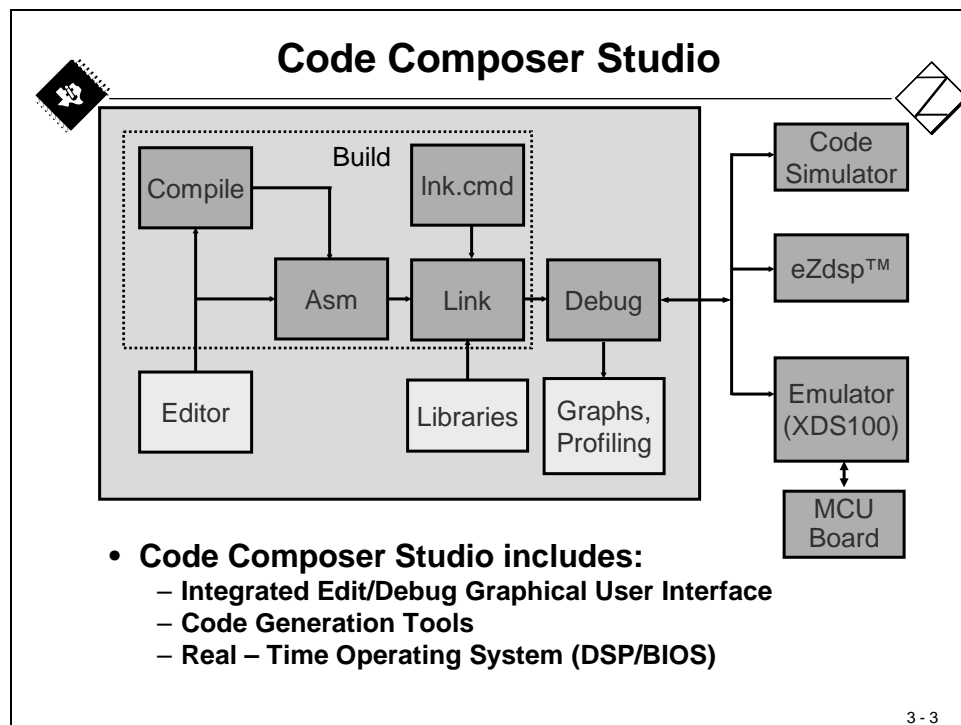 Code Composer Studio
Build
Compile
lnk.cmd
Asm
Link
Debug
Editor
Libraries
Graphs,
Profiling
Code
Simulator
eZdsp™
Emulator
(XDS100)
MCU
Board
• Code Composer Studio includes:
– Integrated Edit/Debug Graphical User Interface
– Code Generation Tools
– Real – Time Operating System (DSP/BIOS)
3 - 3